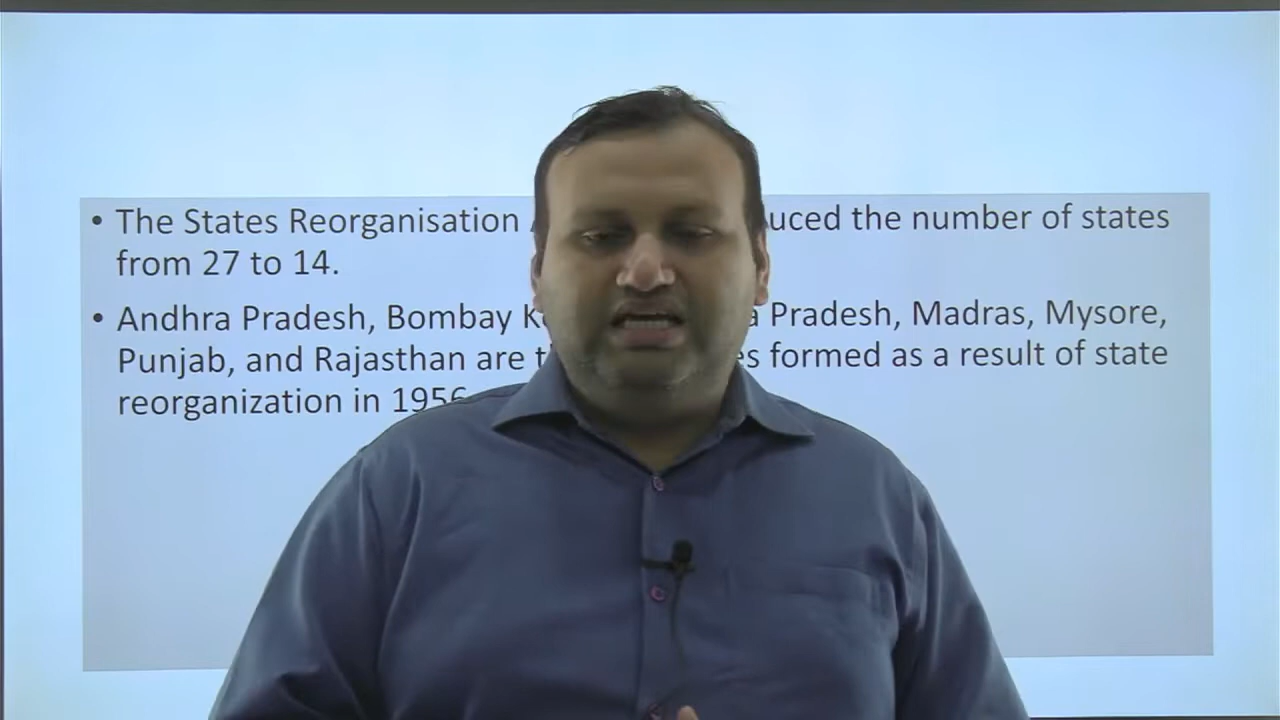 • The States Reorganisation the number of states
from 27 to 14.
• Andhra Pradesh, Bombay Pradesh, Madras, Mysore,
Punjab, and Rajasthan are formed as a result of state
reorganization in 1956